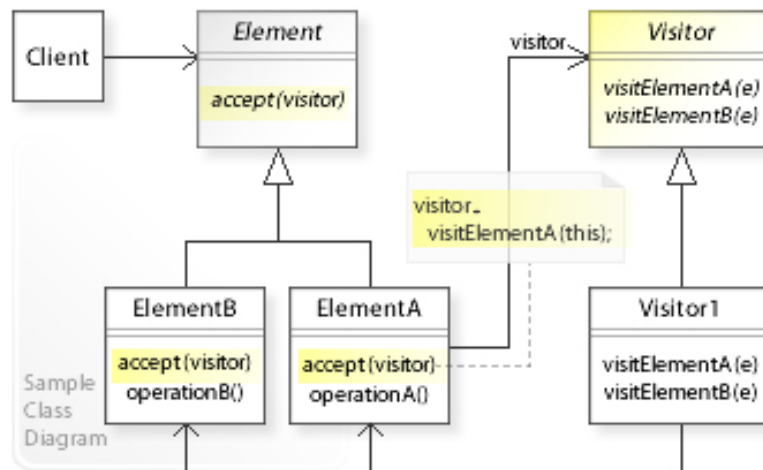 Client
Element
accept(visitor)
visitor
Visitor
visitElementA(e)
visitElementB(e)
visitor.
visitElementA(this);
ElementB
accept(visitor)
operationB()
ElementA
accept(visitor)
operationA()
Visitor1
visitElementA(e)
visitElementB(e)
Sample
Class
Diagram